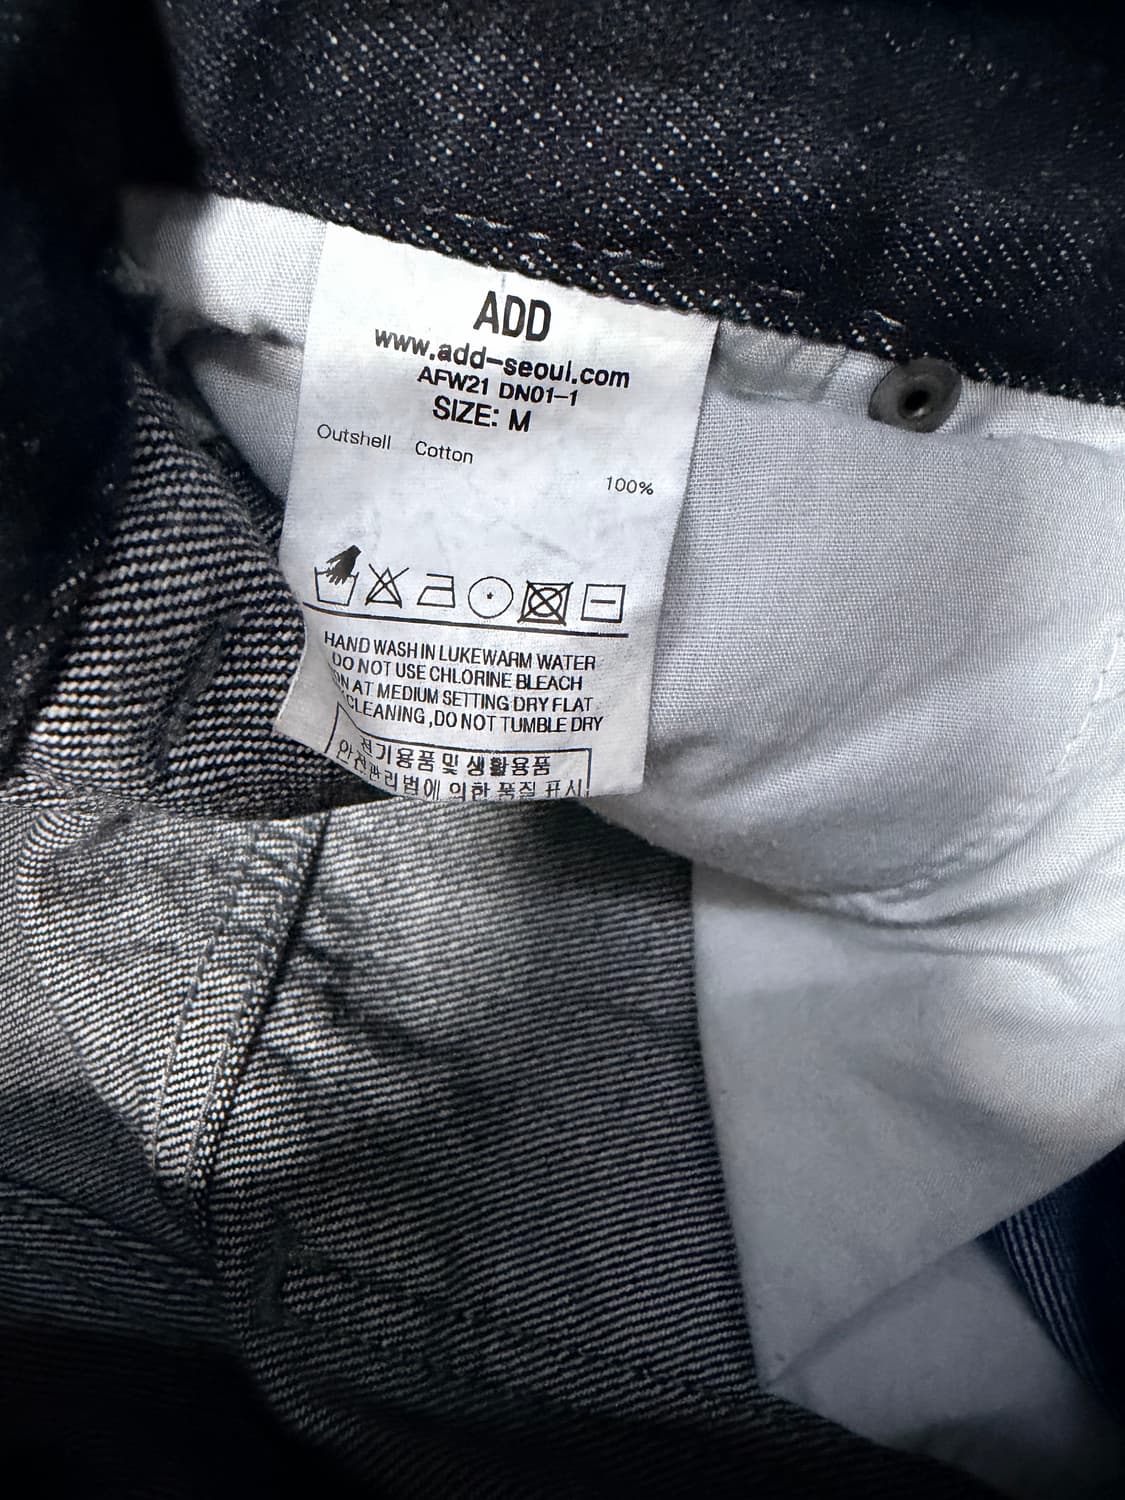 ADD
www.add-seoul.com
AFW21 DN01-1
SIZE: M
Outshell Cotton
100%
HAND WASH IN LUKEWARM WATER
DO NOT USE CHLORINE BLEACH
AT MEDIUM SETTING DRY FLAT
CLEANING ,DO NOT TUMBLE DRY
전기용품 및 생활용품
안전관리법에 의한 품질 표시